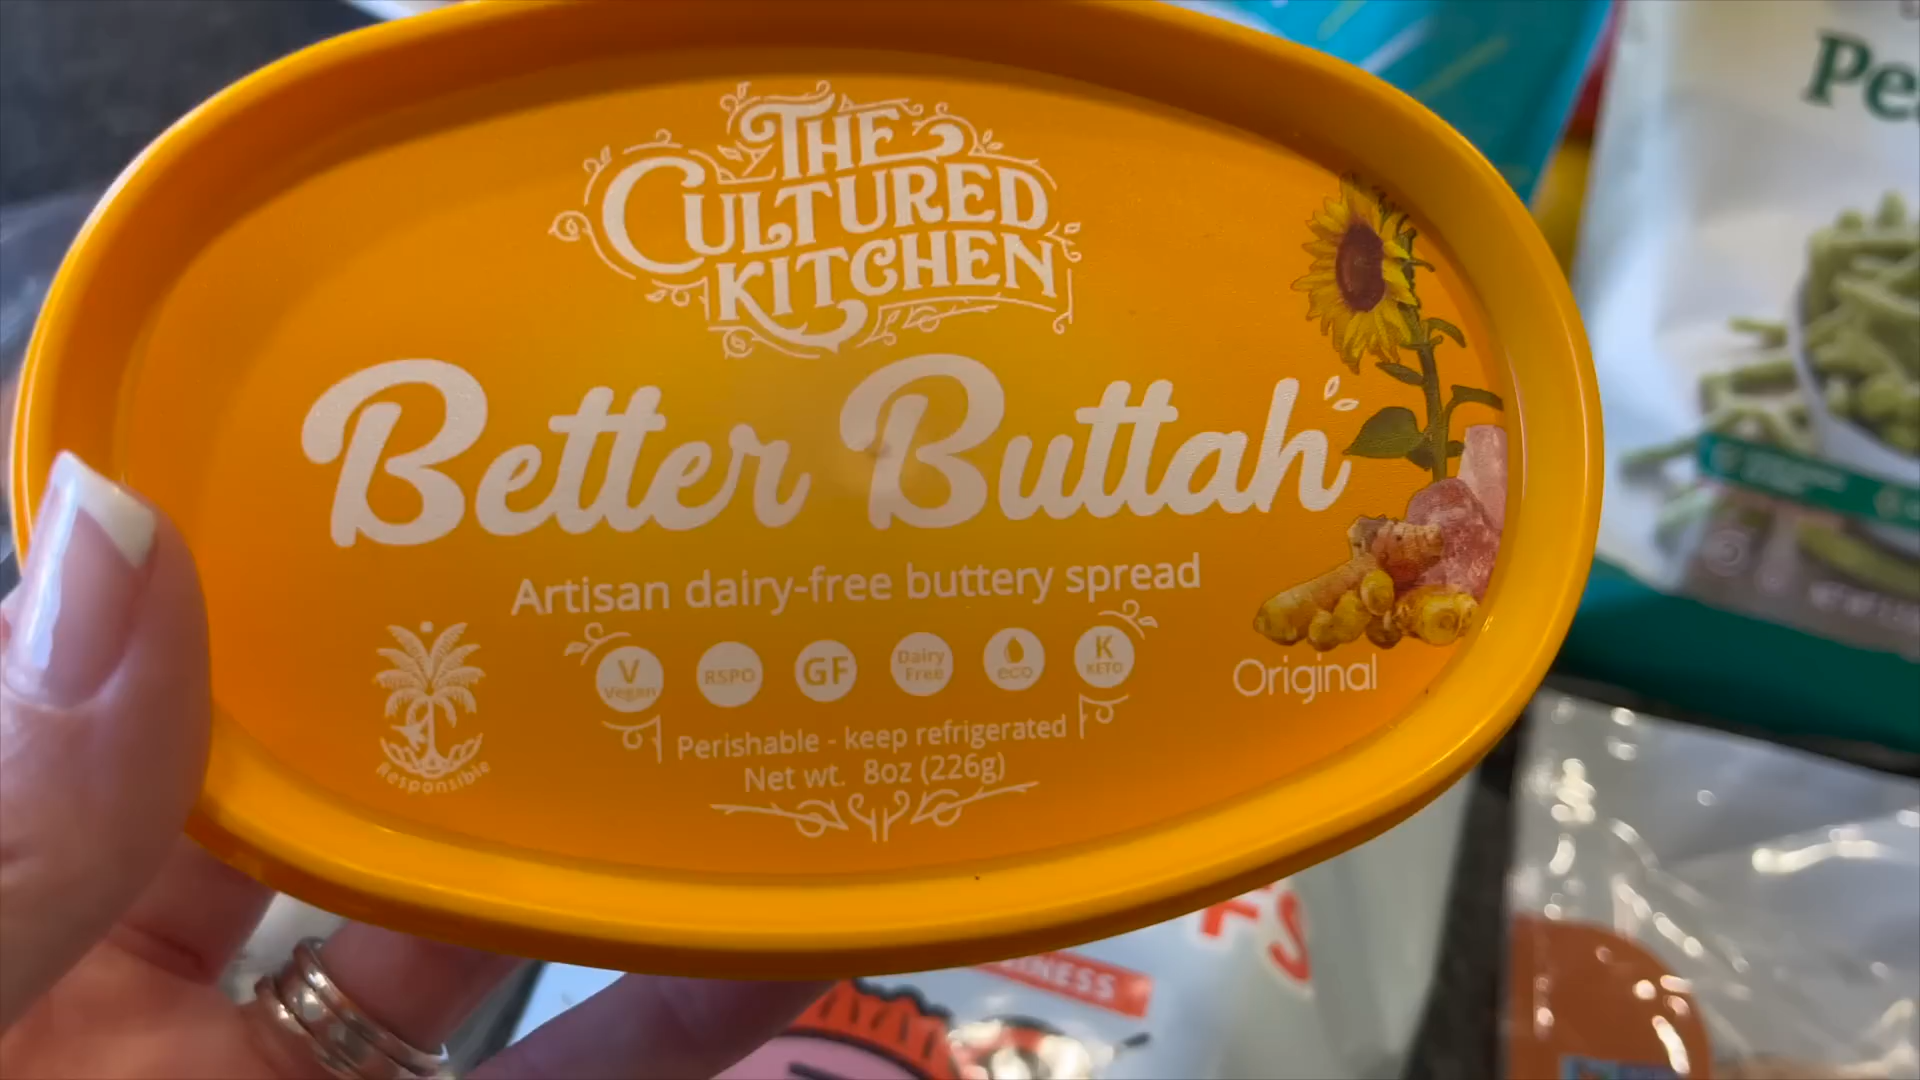 THE
CULTURED
KITCHEN
Better Buttah
Artisan dairy-free buttery spread
V
Vegan
RSPO
GF
Dairy
Free
eco
K
KETO
Original
Perishable - keep refrigerated
Net wt. 8oz (226g)
Responsible